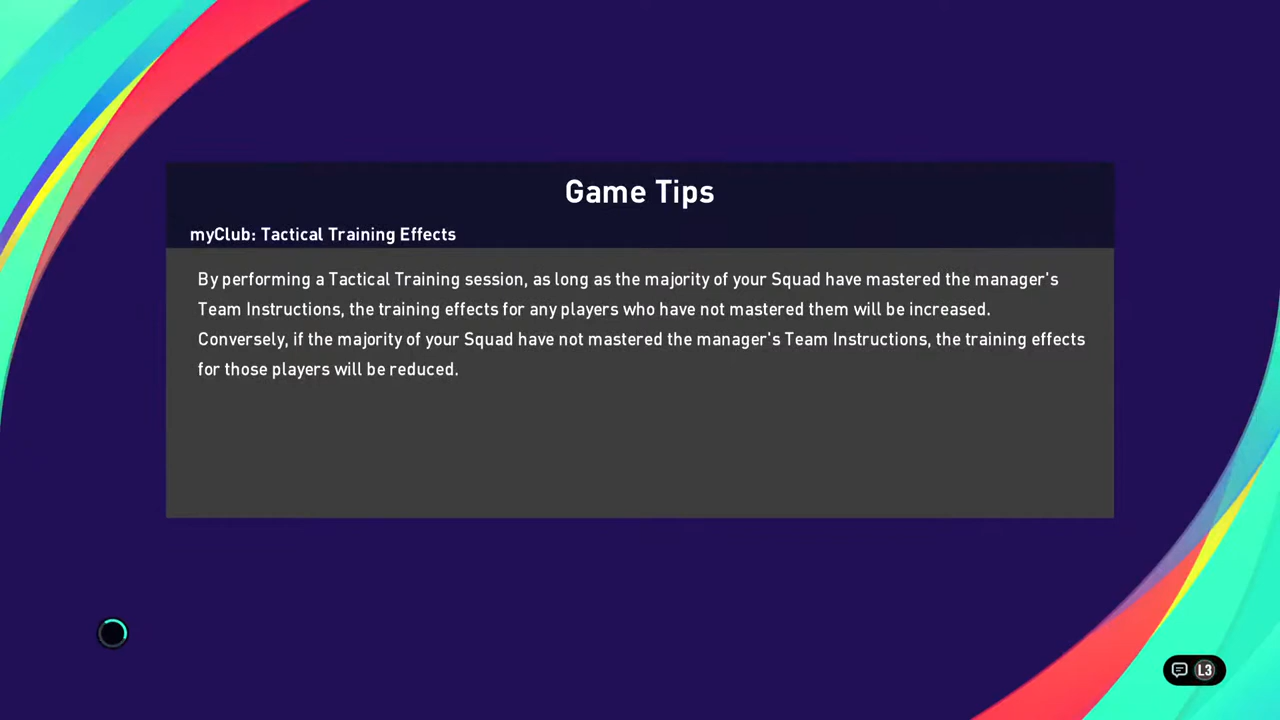 Game Tips
myClub: Tactical Training Effects
By performing a Tactical Training session, as long as the majority of your Squad have mastered the manager's
Team Instructions, the training effects for any players who have not mastered them will be increased.
Conversely, if the majority of your Squad have not mastered the manager's Team Instructions, the training effects
for those players will be reduced.
L3